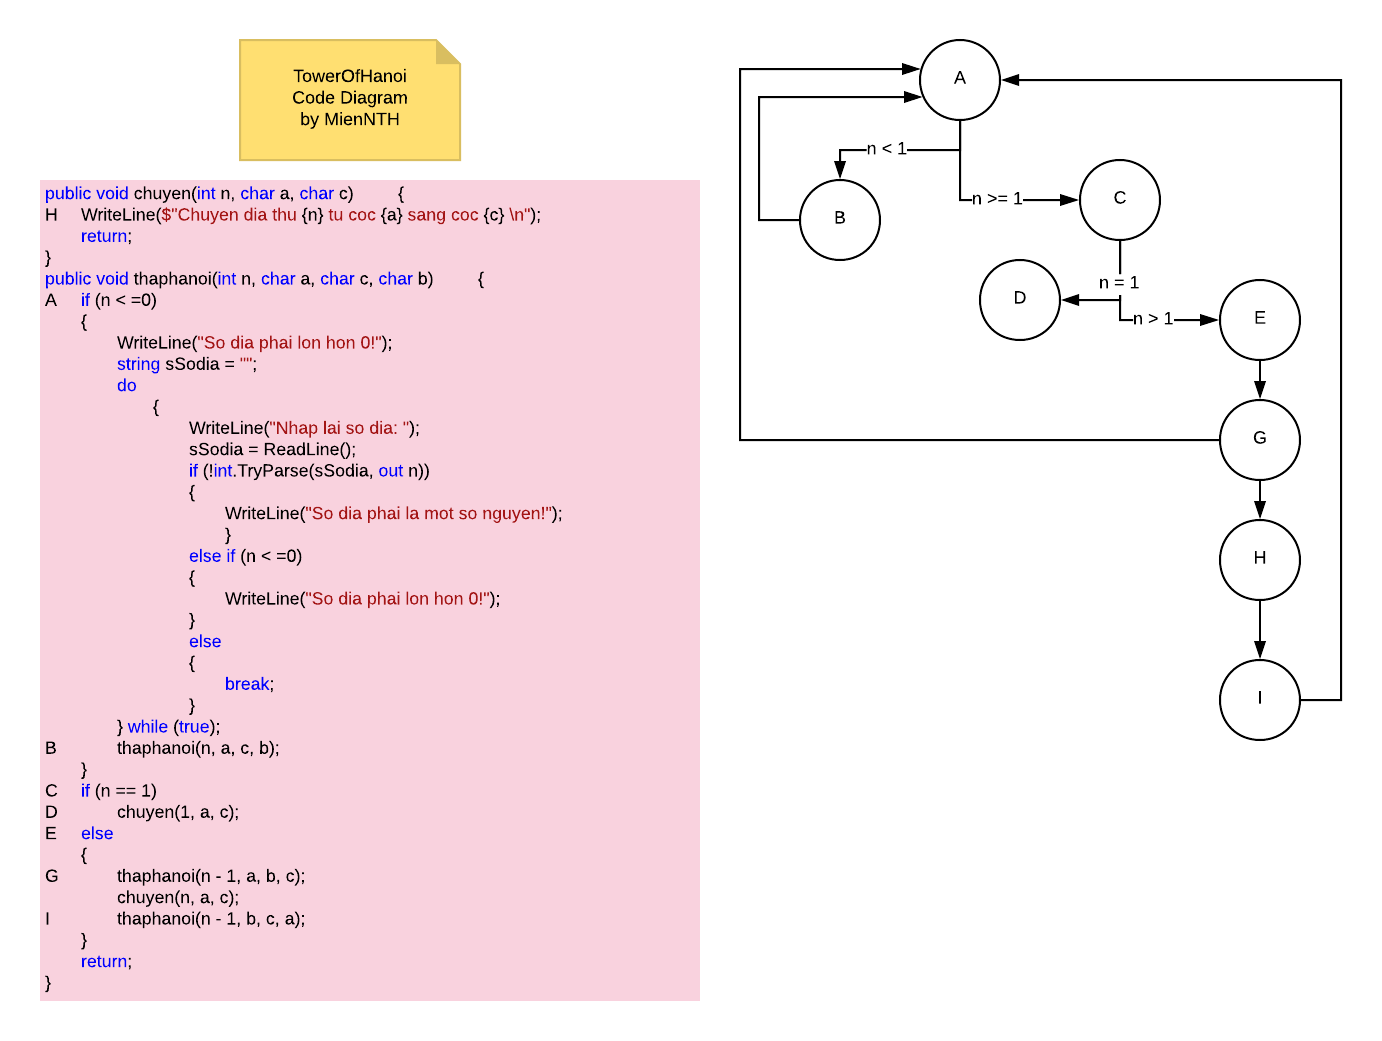 TowerOfHanoi
Code Diagram
by MienNTH
public void chuyen(int n, char a, char c) {
H WriteLine($"Chuyen dia thu {n} tu coc {a} sang coc {c} \n");
return;
}
public void thaphanoi(int n, char a, char c, char b) {
A if (n < =0)
{
WriteLine("So dia phai lon hon 0!");
string sSodia = "";
do
{
WriteLine("Nhap lai so dia: ");
sSodia = ReadLine();
if (!int.TryParse(sSodia, out n))
{
WriteLine("So dia phai la mot so nguyen!");
}
else if (n < =0)
{
WriteLine("So dia phai lon hon 0!");
}
else
{
break;
}
} while (true);
B thaphanoi(n, a, c, b);
}
C if (n == 1)
D chuyen(1, a, c);
E else
{
G thaphanoi(n - 1, a, b, c);
chuyen(n, a, c);
I thaphanoi(n - 1, b, c, a);
}
return;
}
A
n < 1
n >= 1
B
C
n = 1
D
n > 1
E
G
H
I